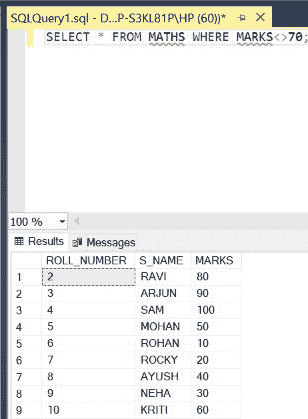 SQLQuery1.sql - D...P-S3KL81P\HP (60))*
SELECT * FROM MATHS WHERE MARKS<>70;
100 %
Results Messages
ROLL_NUMBER S_NAME MARKS
1 2 RAVI 80
2 3 ARJUN 90
3 4 SAM 100
4 5 MOHAN 50
5 6 ROHAN 10
6 7 ROCKY 20
7 8 AYUSH 40
8 9 NEHA 30
9 10 KRITI 60